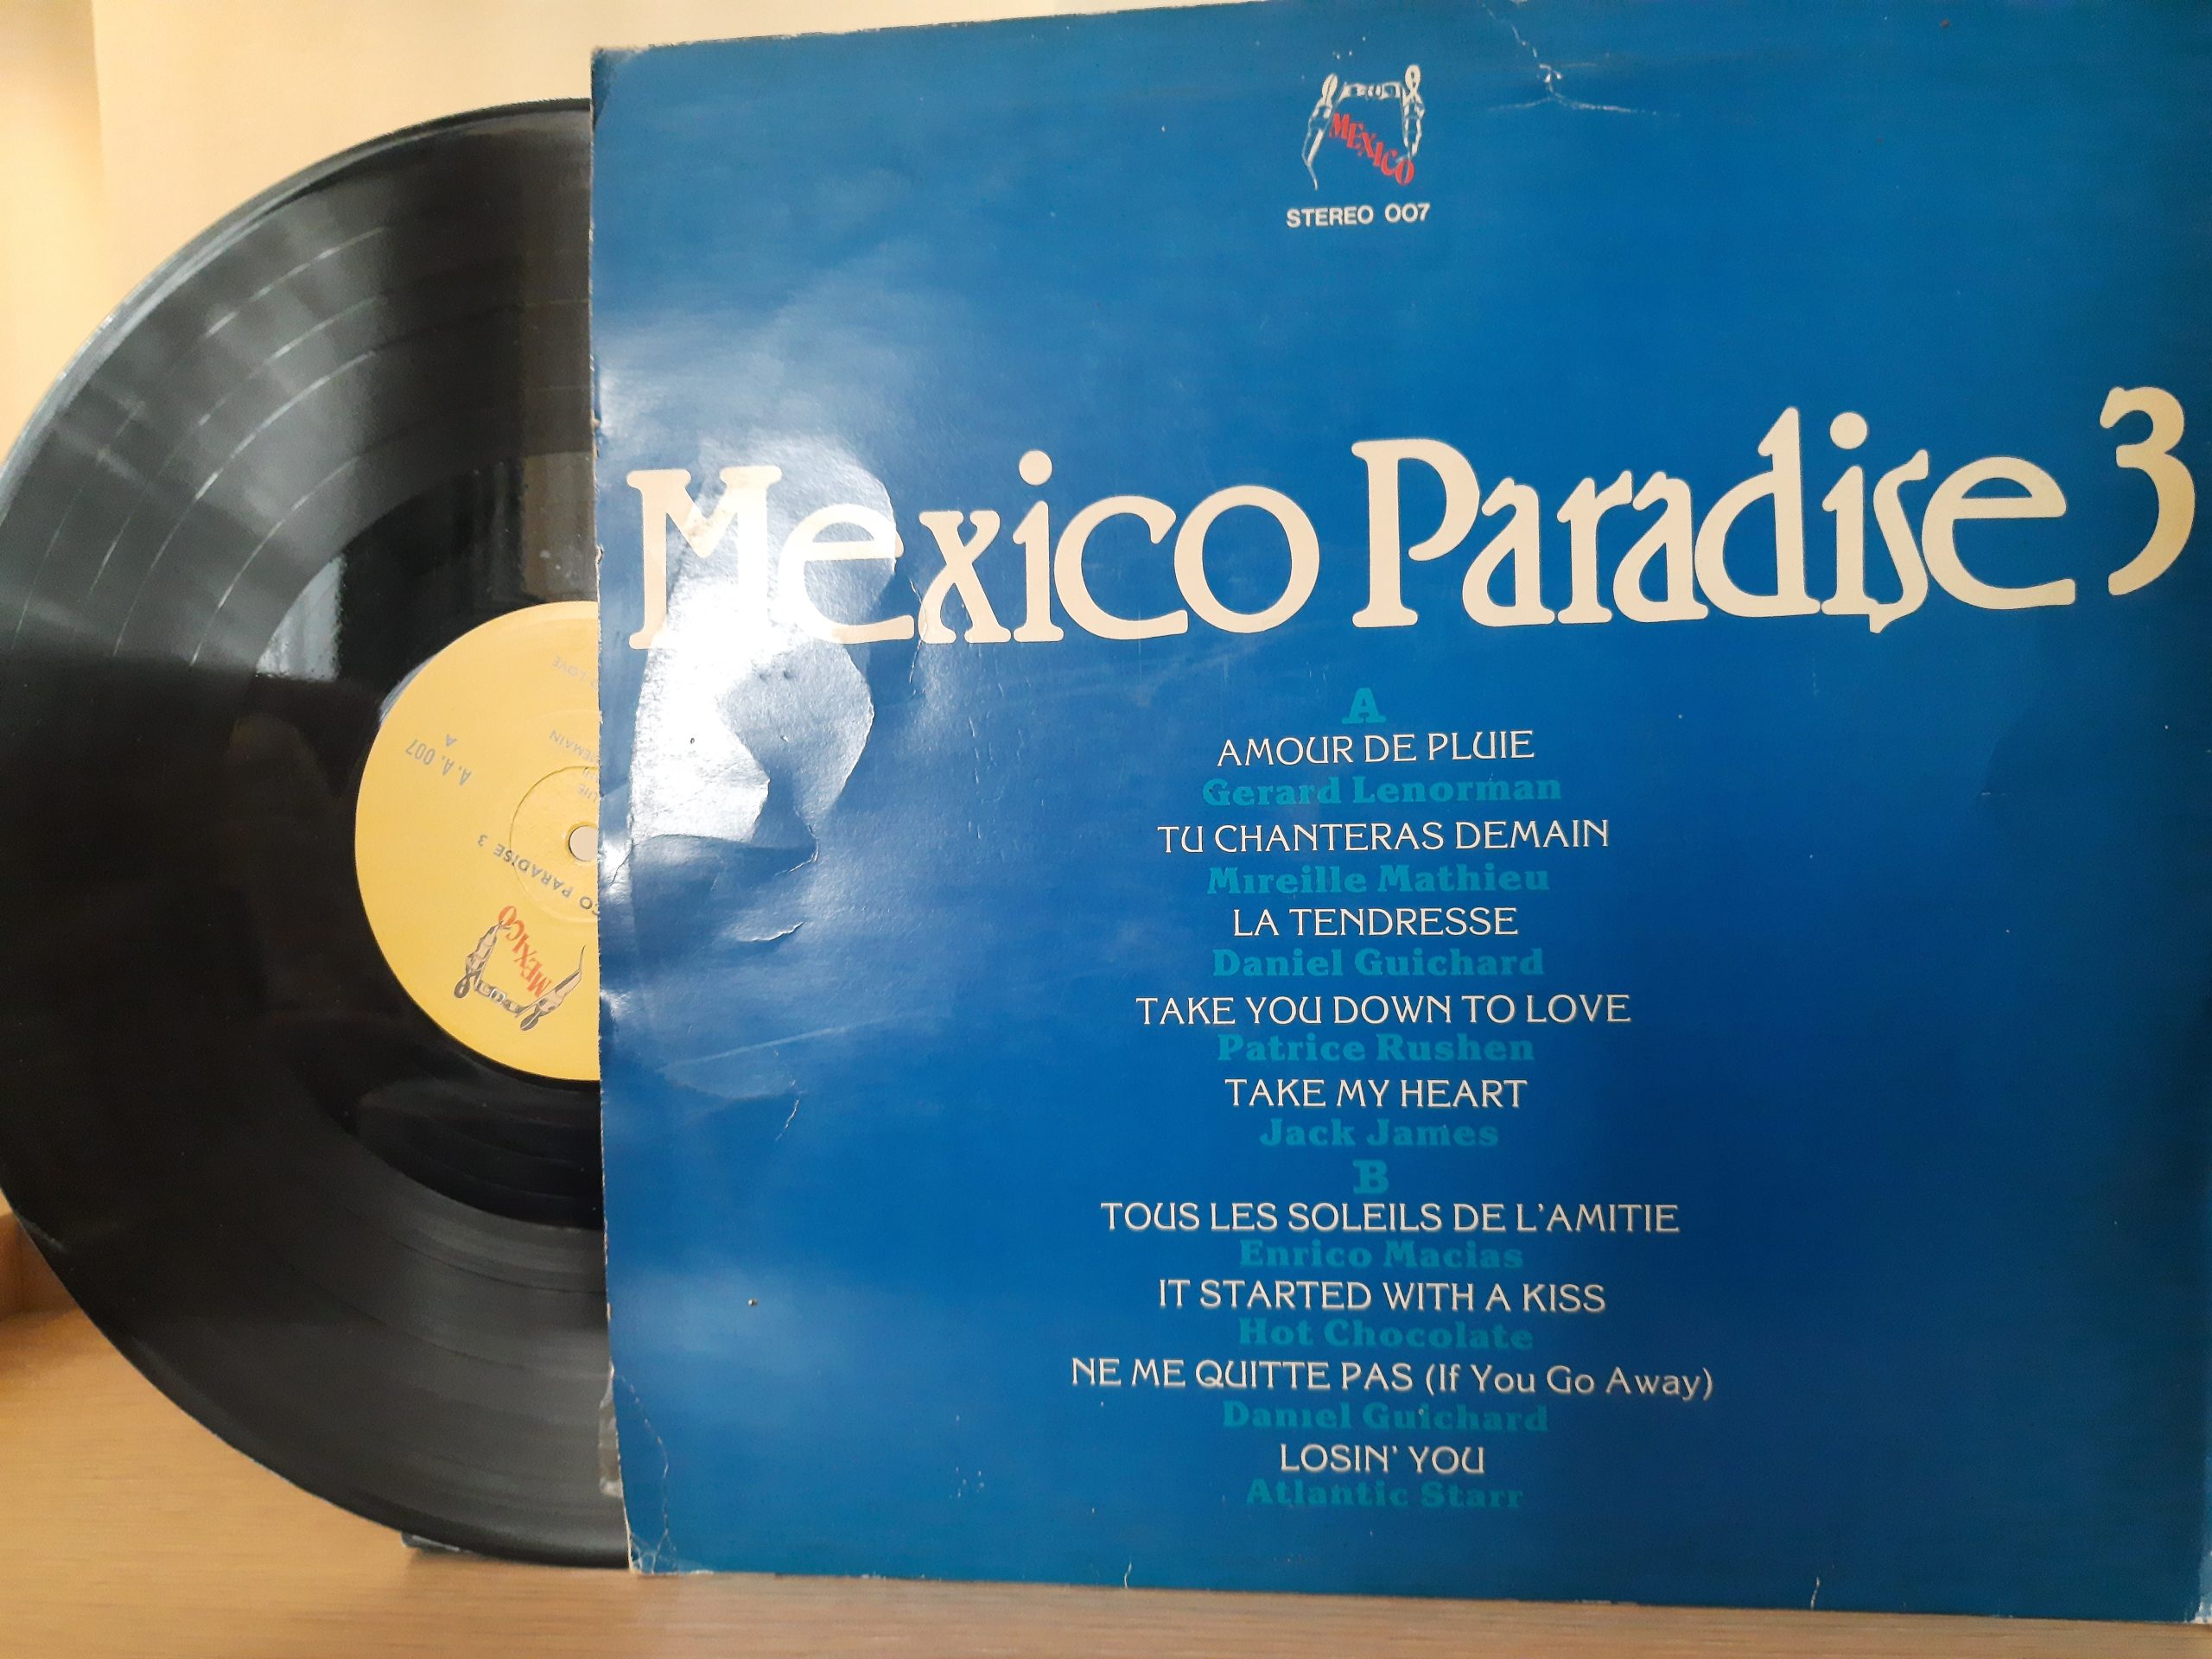 MEXICO
STEREO 007
Mexico Paradise 3
A
AMOUR DE PLUIE
Gerard Lenorman
TU CHANTERAS DEMAIN
Mireille Mathieu
LA TENDRESSE
Daniel Guichard
TAKE YOU DOWN TO LOVE
Patrice Rushen
TAKE MY HEART
Jack James
B
TOUS LES SOLEILS DE L'AMITIE
Enrico Macias
IT STARTED WITH A KISS
Hot Chocolate
NE ME QUITTE PAS (If You Go Away)
Daniel Guichard
LOSIN' YOU
Atlantic Starr
MEXICO
PARADISE 3
A.A. 007
A